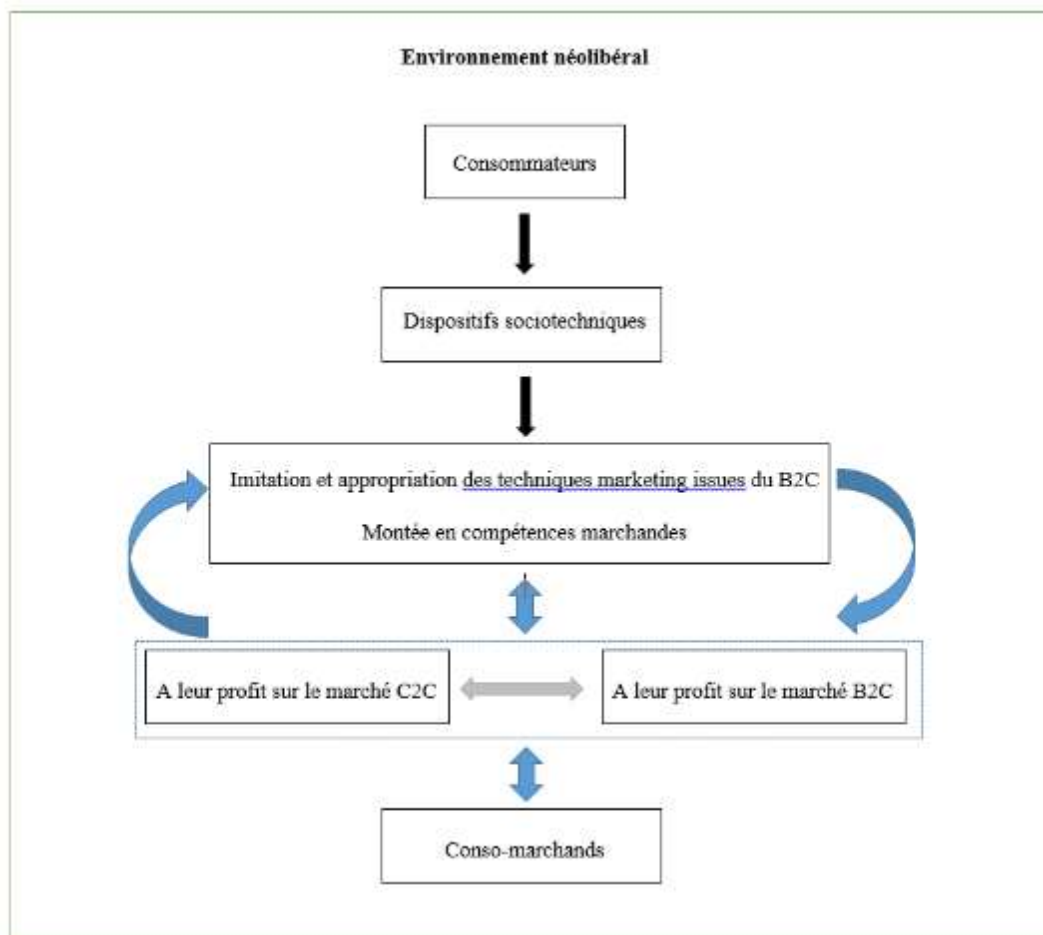 Environnement néolibéral
Consommateurs
Dispositifs sociotechniques
Imitation et appropriation des techniques marketing issues du B2C
Montée en compétences marchandes
A leur profit sur le marché C2C
A leur profit sur le marché B2C
Conso-marchands